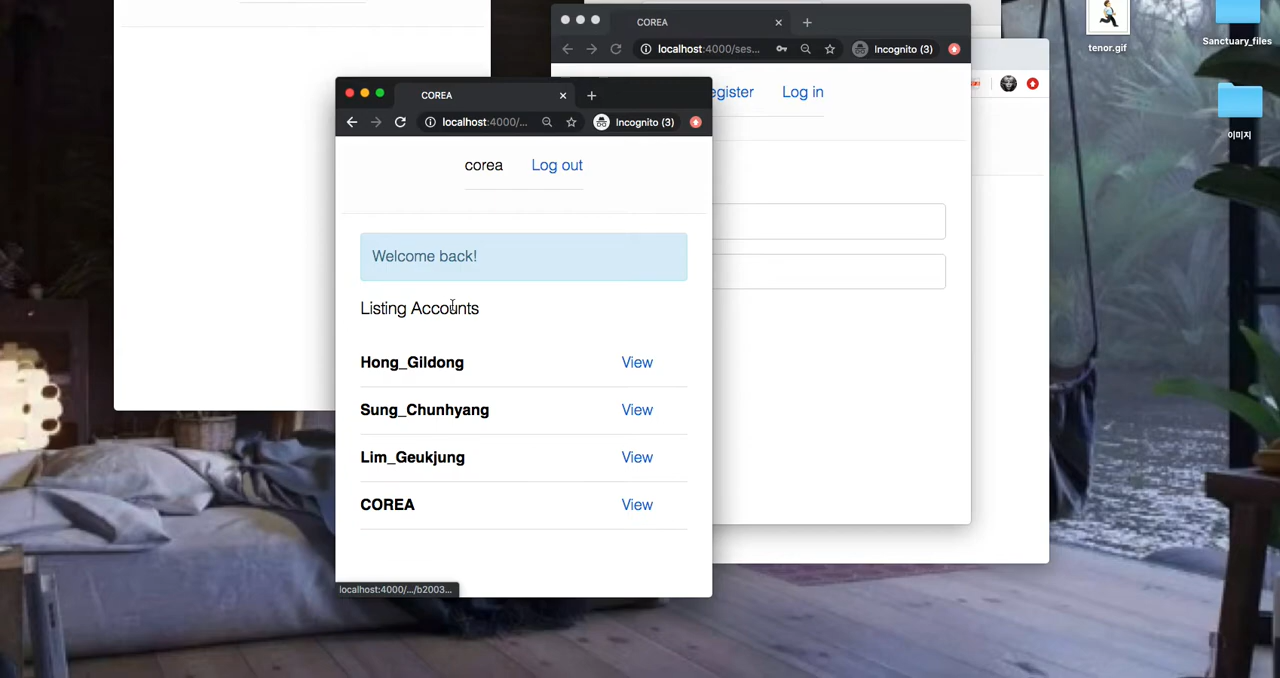 COREA
localhost:4000/ses...
Incognito (3)
egister
Log in
tenor.gif
Sanctuary_files
이미지
COREA
localhost:4000/...
Incognito (3)
corea
Log out
Welcome back!
Listing Accounts
Hong_Gildong
View
Sung_Chunhyang
View
Lim_Geukjung
View
COREA
View
localhost:4000/.../b2003...